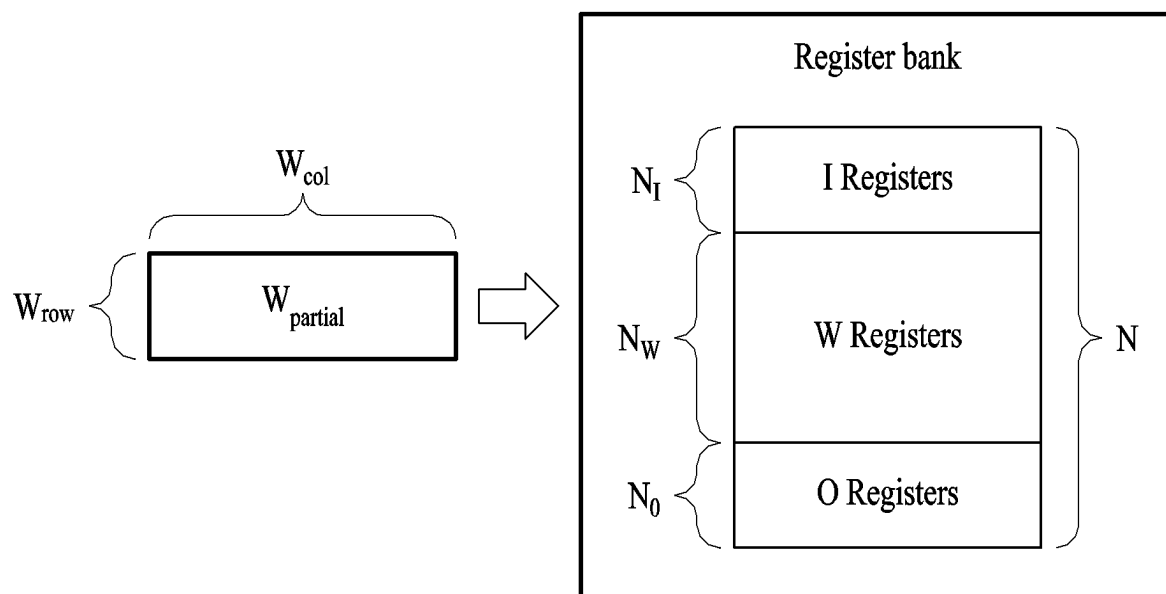 Register bank
W_col
N_I
I Registers
W_row
W_partial
N_W
W Registers
N
N_0
O Registers